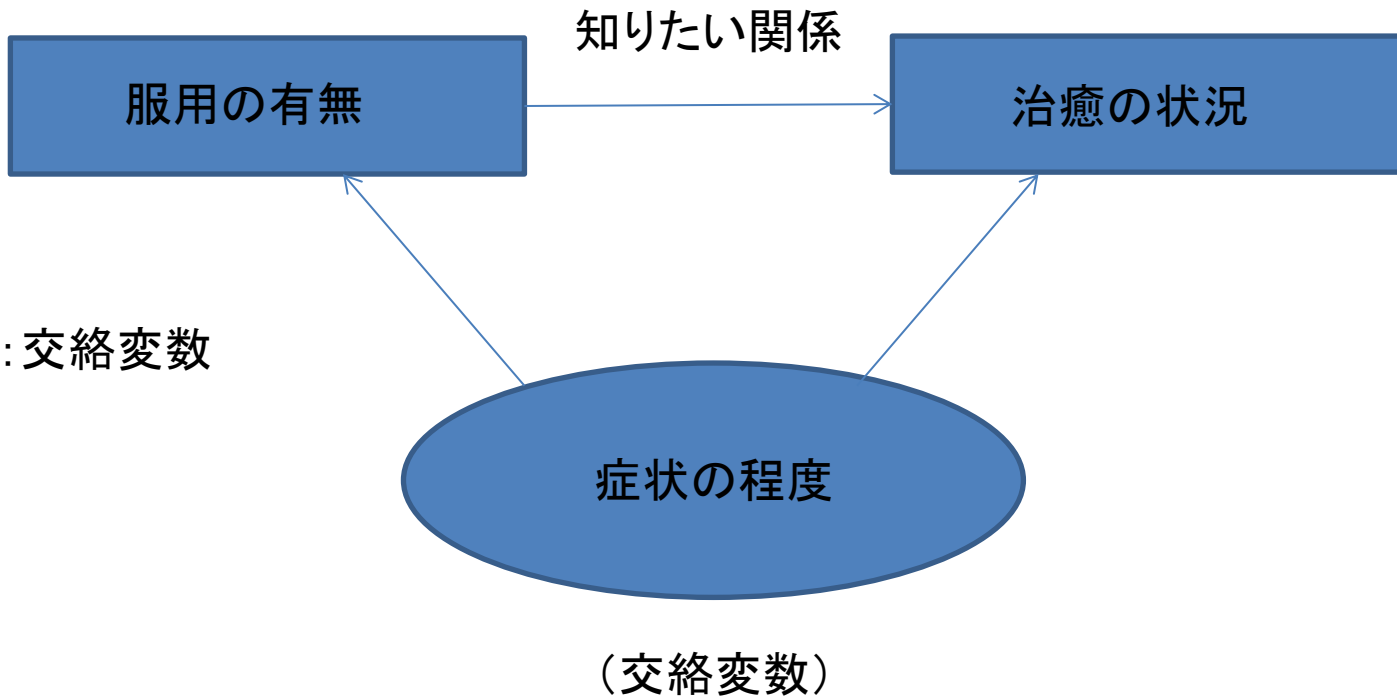 知りたい関係
服用の有無
治癒の状況
:交絡変数
症状の程度
(交絡変数)